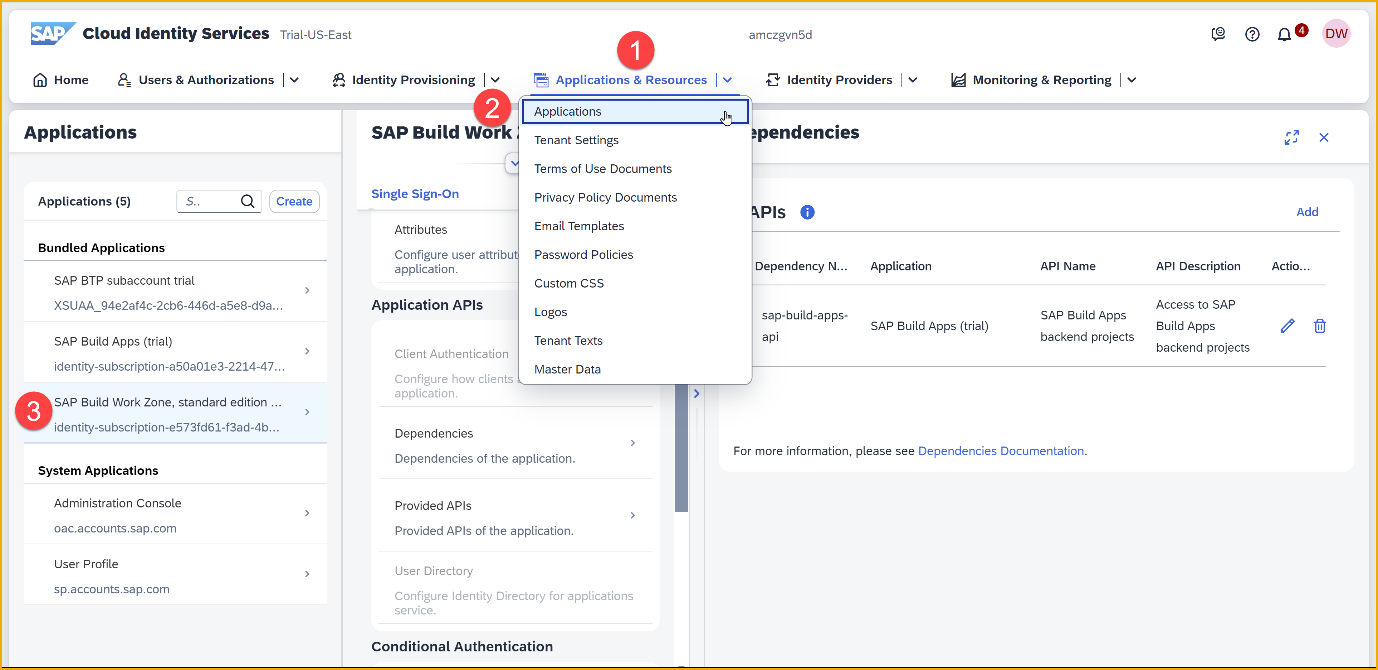 SAP Cloud Identity Services Trial-US-East amczgvn5d 4 DW
1
Home Users & Authorizations Identity Provisioning Applications & Resources Identity Providers Monitoring & Reporting
2
Applications
Tenant Settings
Terms of Use Documents
Privacy Policy Documents
Email Templates
Password Policies
Custom CSS
Logos
Tenant Texts
Master Data
Applications
Applications (5) S.. Create
Bundled Applications
SAP BTP subaccount trial
XSUAA_94e2af4c-2cb6-446d-a5e8-d9a...
SAP Build Apps (trial)
identity-subscription-a50a01e3-2214-47...
3
SAP Build Work Zone, standard edition ...
identity-subscription-e573fd61-f3ad-4b...
System Applications
Administration Console
oac.accounts.sap.com
User Profile
sp.accounts.sap.com
SAP Build Work
Single Sign-On
Attributes
Configure user attribut
application.
Application APIs
Client Authentication
Configure how clients
application.
Dependencies
Dependencies of the application.
Provided APIs
Provided APIs of the application.
User Directory
Configure Identity Directory for applications
service.
Conditional Authentication
ependencies
APIs Add
Dependency N... Application API Name API Description Actio...
sap-build-apps-
api
SAP Build Apps (trial)
SAP Build Apps
backend projects
Access to SAP
Build Apps
backend projects
For more information, please see Dependencies Documentation.